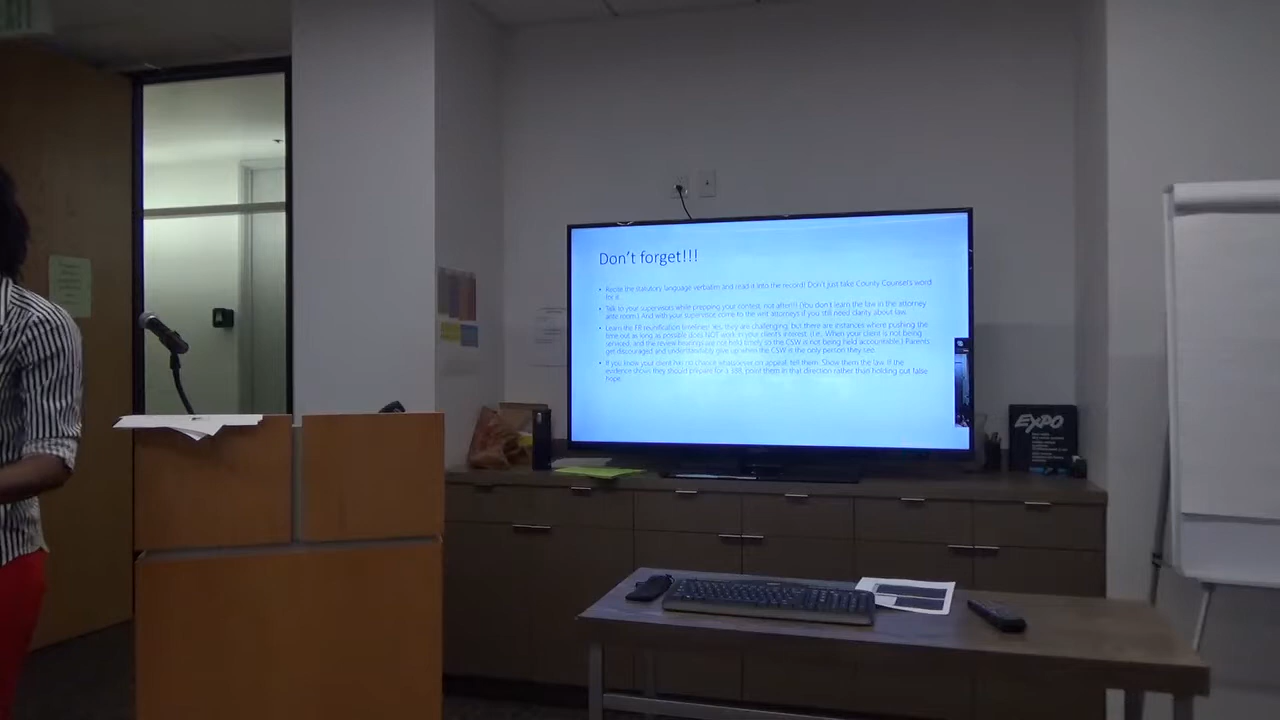 Don't forget!!!
• Recite the statutory language verbatim and read it into the record! Don't just take County Counsel's word
for it.
• Talk to your supervisors while prepping your contest, not after!!! (You don't learn the law in the attorney
ante room.) And with your supervisor come to the writ attorneys if you still need clarity about law.
• Learn the FR reunification timelines! Yes, they are challenging, but there are instances where pushing the
time out as long as possible does NOT work in your client's interest. (i.e. When your client is not being
serviced, and the review hearings are not held timely so the CSW is not being held accountable.) Parents
get discouraged and understandably give up when the CSW is the only person they see.
• If you know your client has no chance whatsoever on appeal, tell them. Show them the law. If the
evidence shows they should prepare for a 388, point them in that direction rather than holding out false
hope.
EXPO